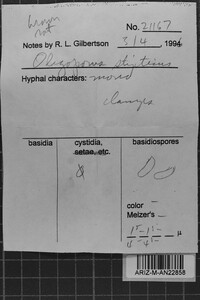 brown
rot
No. 21167
Notes by R. L. Gilbertson 3/4, 1994
Oligoporus
Hyphal characters:
clamps
basidia cystidia, setae, etc. basidiospores
color –
Melzer's –
µ
ARIZ-M-AN22858